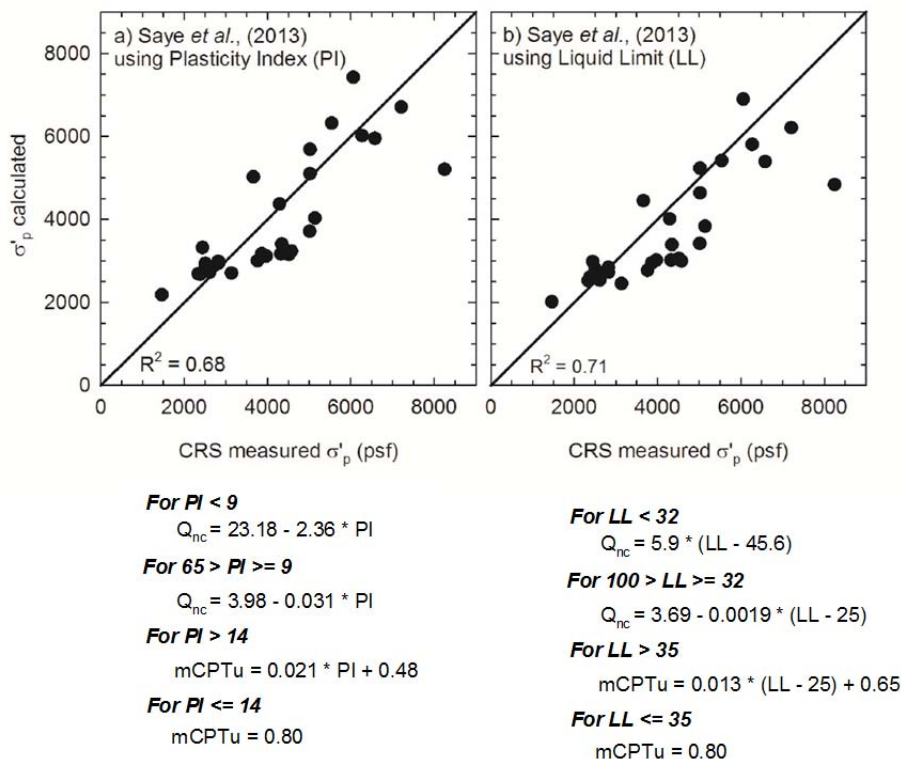 a) Saye et al., (2013)
using Plasticity Index (PI)
b) Saye et al., (2013)
using Liquid Limit (LL)
σ'p calculated
8000
6000
4000
2000
0
R² = 0.68
R² = 0.71
0 2000 4000 6000 8000
0 2000 4000 6000 8000
CRS measured σ'p (psf)
CRS measured σ'p (psf)
For PI < 9
Qnc = 23.18 - 2.36 * PI
For 65 > PI >= 9
Qnc = 3.98 - 0.031 * PI
For PI > 14
mCPTu = 0.021 * PI + 0.48
For PI <= 14
mCPTu = 0.80
For LL < 32
Qnc = 5.9 * (LL - 45.6)
For 100 > LL >= 32
Qnc = 3.69 - 0.0019 * (LL - 25)
For LL > 35
mCPTu = 0.013 * (LL - 25) + 0.65
For LL <= 35
mCPTu = 0.80